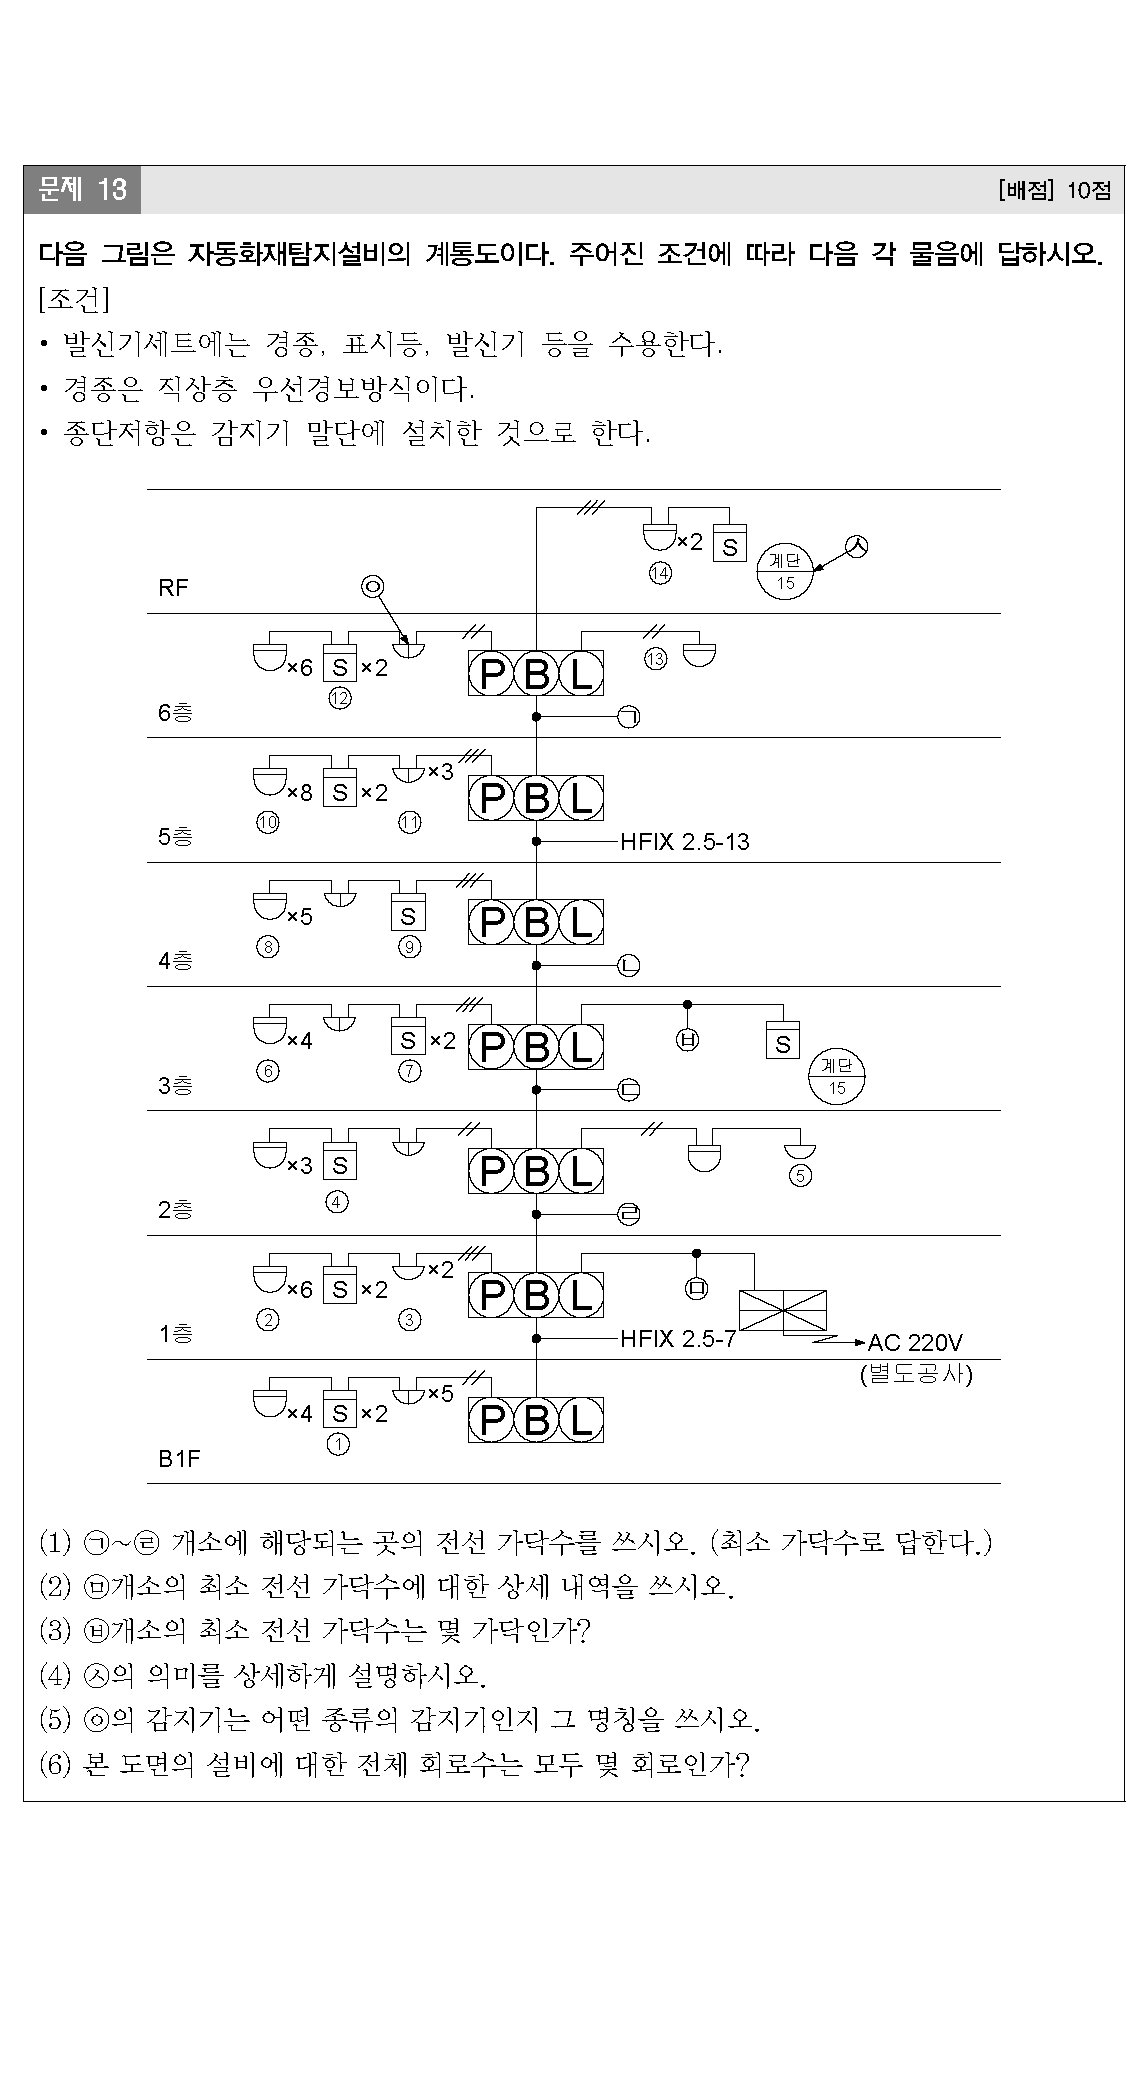 문제 13
[배점] 10점
다음 그림은 자동화재탐지설비의 계통도이다. 주어진 조건에 따라 다음 각 물음에 답하시오.
[조건]
• 발신기세트에는 경종, 표시등, 발신기 등을 수용한다.
• 경종은 직상층 우선경보방식이다.
• 종단저항은 감지기 말단에 설치한 것으로 한다.
×2 S 계단 ㉦
⑭ 15
RF ㉧
×6 S ×2 P B L ⑬
⑫
6층 ㉠
×8 S ×2 ×3 P B L
⑩ ⑪
5층 HFIX 2.5-13
×5 S P B L
⑧ ⑨
4층 ㉡
×4 S ×2 P B L ㉥ S
⑥ ⑦ 계단
3층 ㉢ 15
×3 S P B L ⑤
④
2층 ㉣
×6 S ×2 ×2 P B L ㉤
② ③
1층 HFIX 2.5-7 AC 220V
(별도공사)
×4 S ×2 ×5 P B L
①
B1F
(1) ㉠~㉣ 개소에 해당되는 곳의 전선 가닥수를 쓰시오. (최소 가닥수로 답한다.)
(2) ㉤개소의 최소 전선 가닥수에 대한 상세 내역을 쓰시오.
(3) ㉥개소의 최소 전선 가닥수는 몇 가닥인가?
(4) ㉦의 의미를 상세하게 설명하시오.
(5) ㉧의 감지기는 어떤 종류의 감지기인지 그 명칭을 쓰시오.
(6) 본 도면의 설비에 대한 전체 회로수는 모두 몇 회로인가?